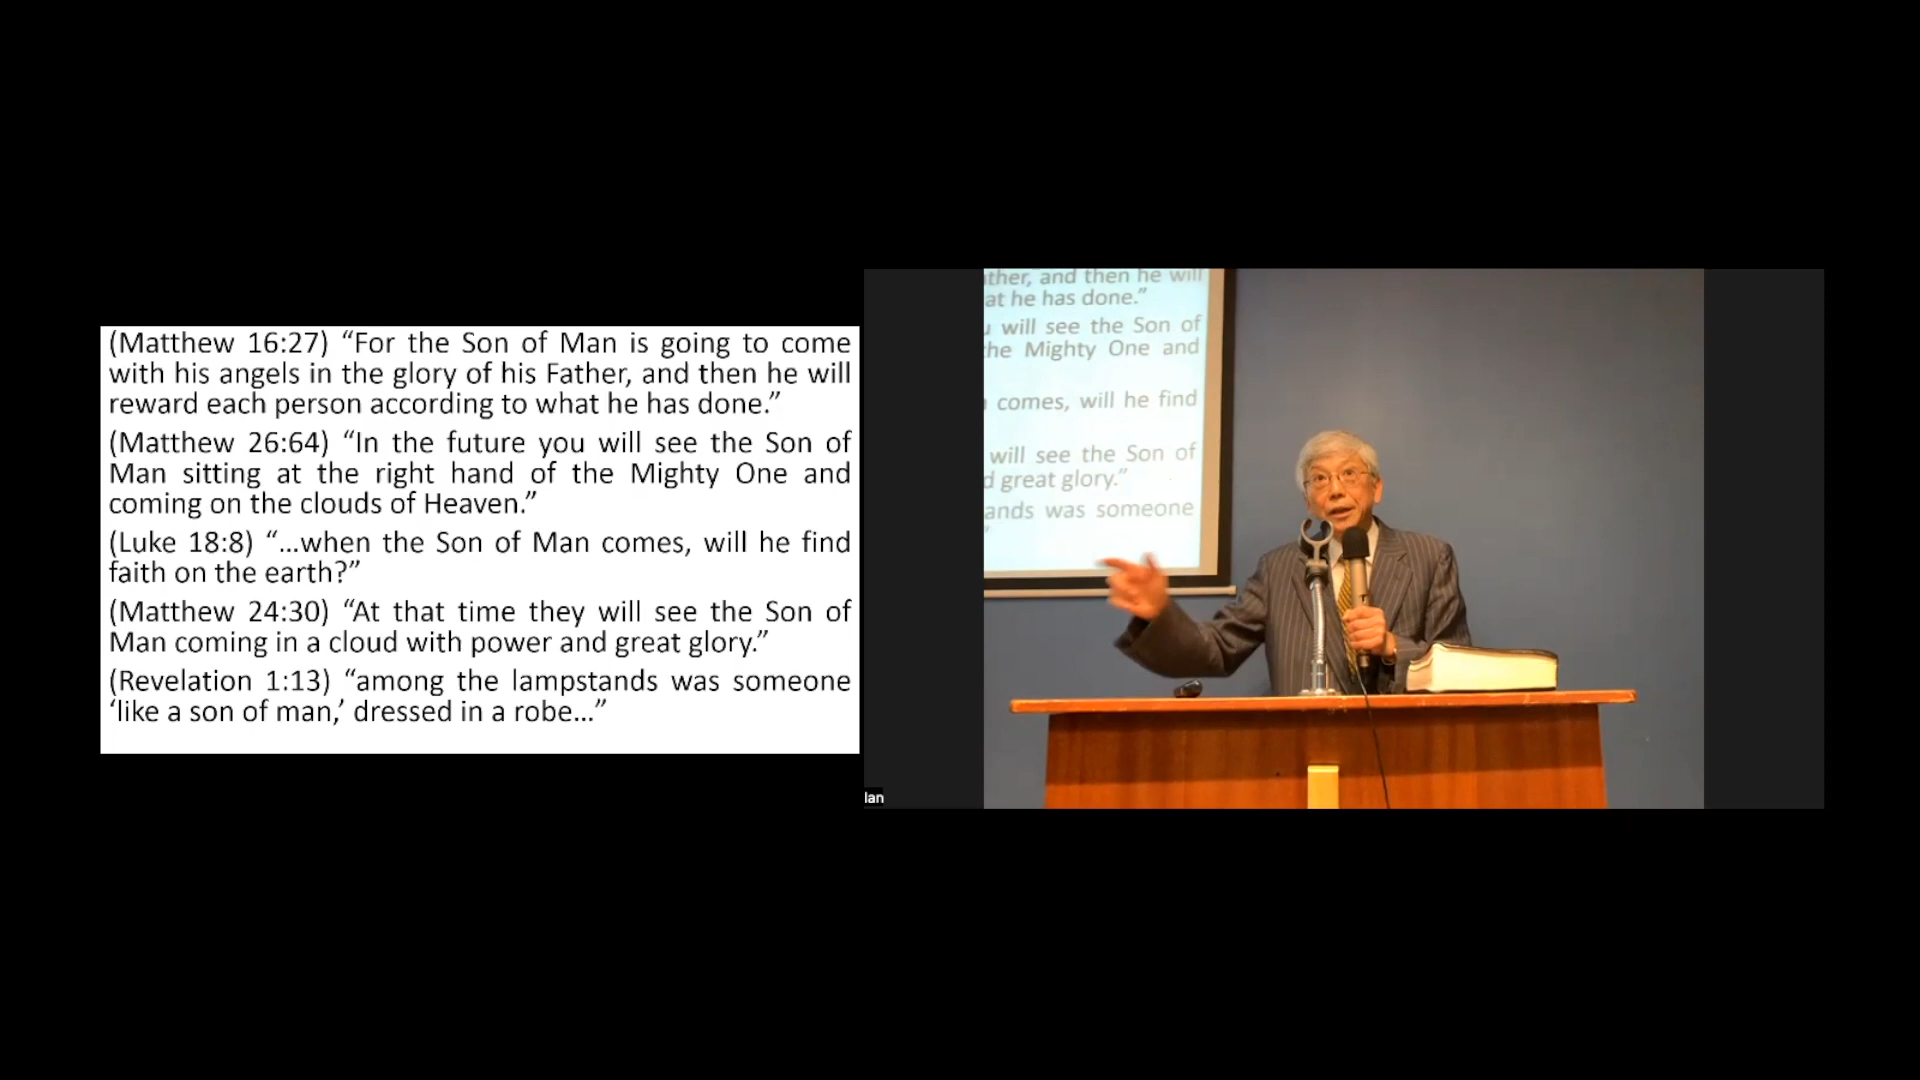 (Matthew 16:27) “For the Son of Man is going to come
with his angels in the glory of his Father, and then he will
reward each person according to what he has done.”
(Matthew 26:64) “In the future you will see the Son of
Man sitting at the right hand of the Mighty One and
coming on the clouds of Heaven.”
(Luke 18:8) “...when the Son of Man comes, will he find
faith on the earth?”
(Matthew 24:30) “At that time they will see the Son of
Man coming in a cloud with power and great glory.”
(Revelation 1:13) “among the lampstands was someone
‘like a son of man,’ dressed in a robe...”
ther, and then he will
at he has done.”
will see the Son of
the Mighty One and
comes, will he find
will see the Son of
d great glory.”
ands was someone
lan